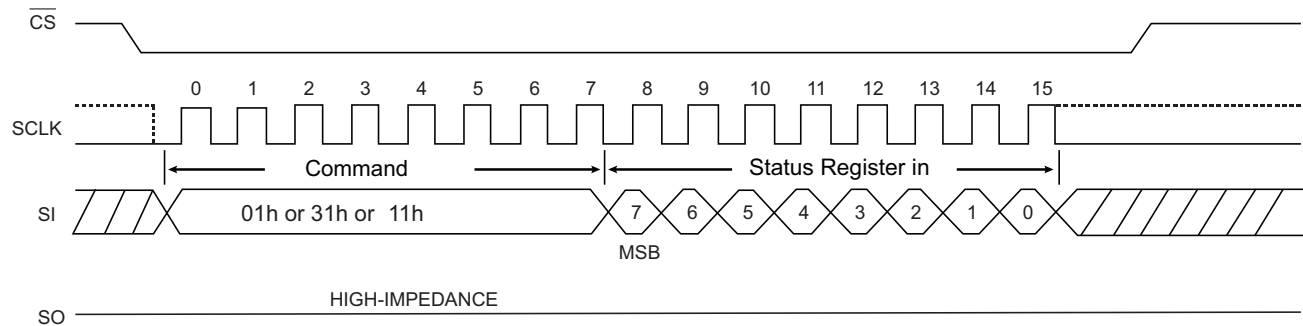 CS
0 1 2 3 4 5 6 7 8 9 10 11 12 13 14 15
SCLK
Command Status Register in
SI 01h or 31h or 11h 7 6 5 4 3 2 1 0
MSB
HIGH-IMPEDANCE
SO